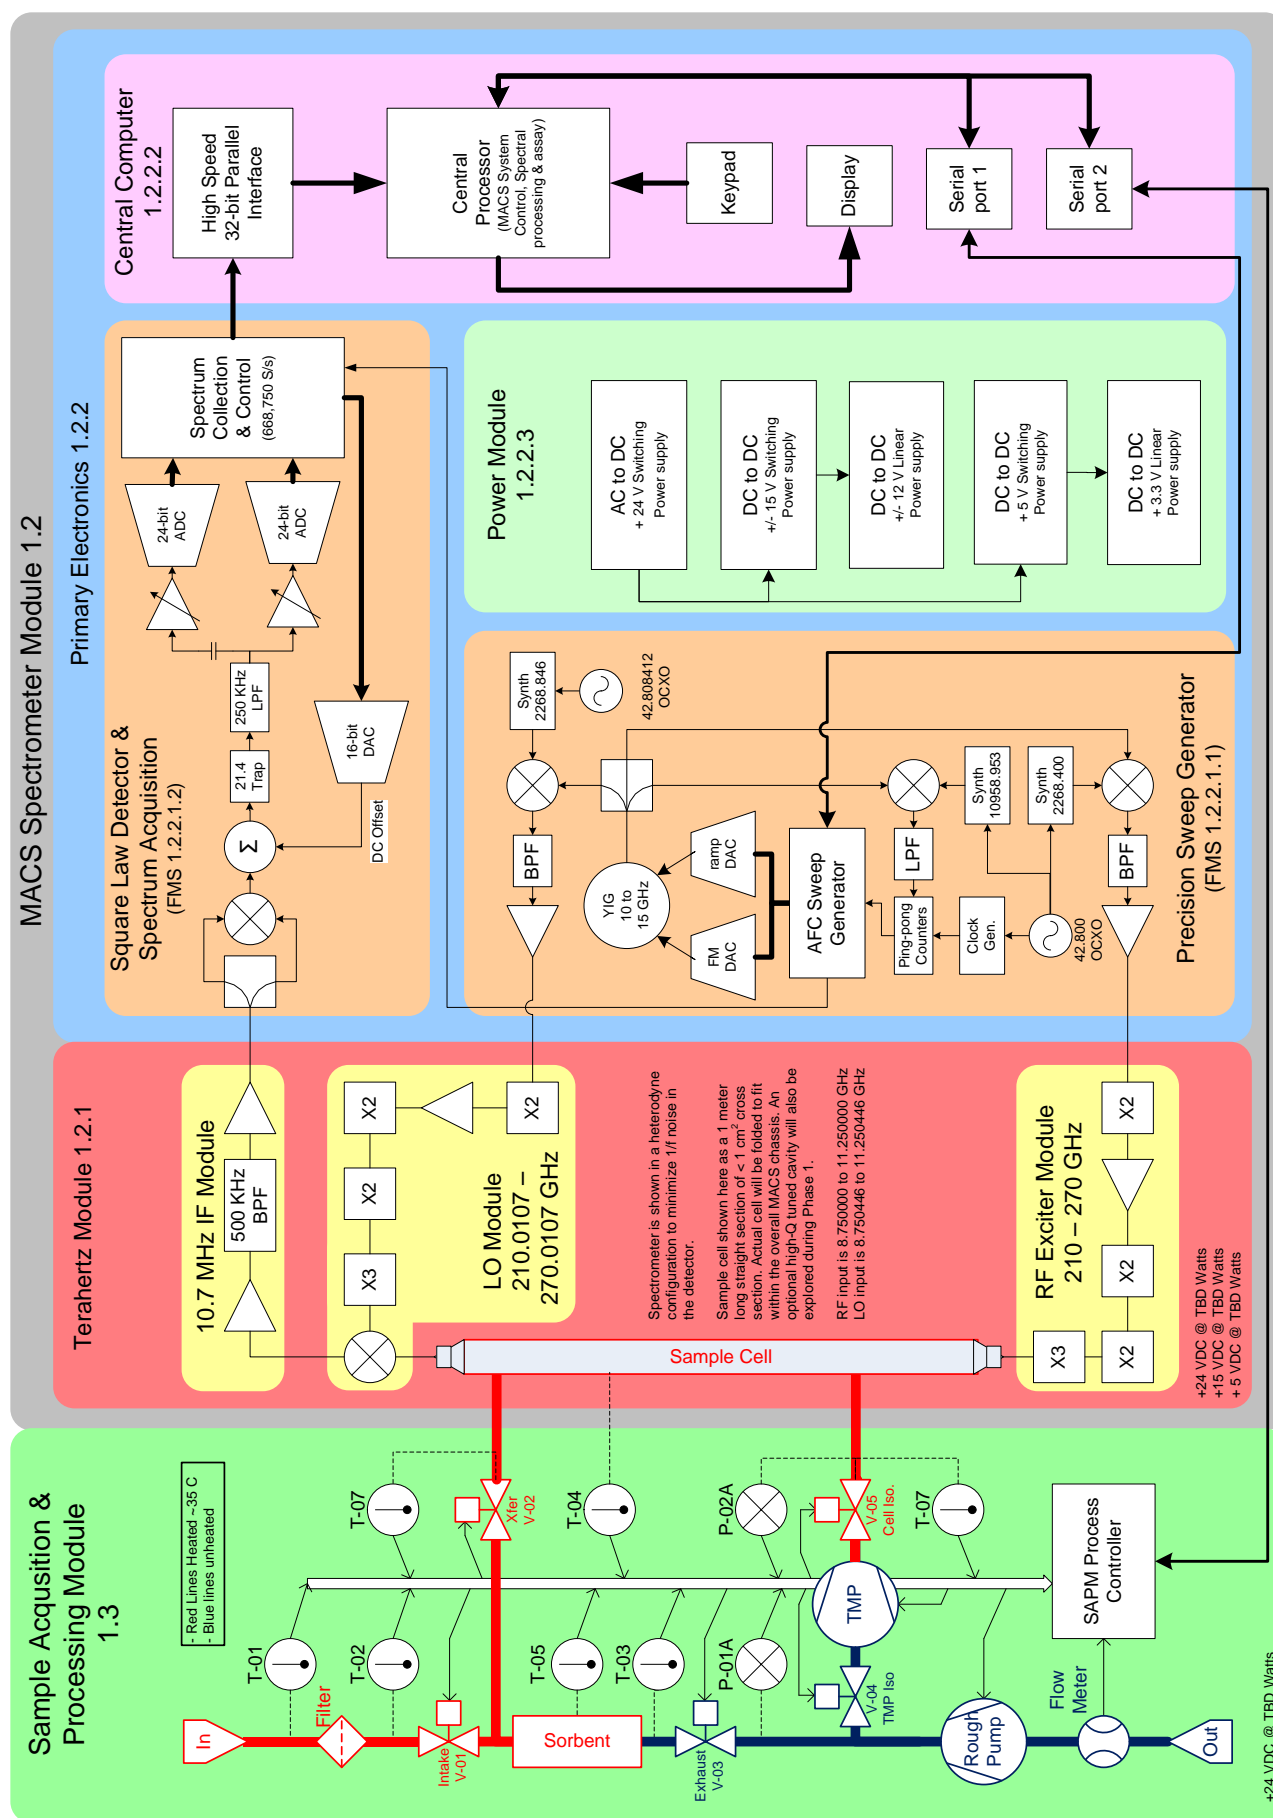 MACS Spectrometer Module 1.2
Primary Electronics 1.2.2
Central Computer
1.2.2.2
High Speed
32-bit Parallel
Interface
Central
Processor
(MACS System
Control, Spectral
processing & assay)
Keypad
Display
Serial
port 1
Serial
port 2
Square Law Detector &
Spectrum Acquisition
(FMS 1.2.2.1.2)
Spectrum
Collection
& Control
(668,750 S/s)
24-bit
ADC
24-bit
ADC
250 KHz
LPF
21.4
Trap
Σ
16-bit
DAC
DC Offset
Power Module
1.2.2.3
AC to DC
+ 24 V Switching
Power supply
DC to DC
+/- 15 V Switching
Power supply
DC to DC
+/- 12 V Linear
Power supply
DC to DC
+ 5 V Switching
Power supply
DC to DC
+ 3.3 V Linear
Power supply
Precision Sweep Generator
(FMS 1.2.2.1.1)
Synth
2268.846
42.808412
OCXO
BPF
YIG
10 to
15 GHz
ramp
DAC
FM
DAC
AFC Sweep
Generator
LPF
Ping-pong
Counters
Clock
Gen.
Synth
10958.953
Synth
2268.400
42.800
OCXO
BPF
Terahertz Module 1.2.1
10.7 MHz IF Module
500 KHz
BPF
LO Module
210.0107 –
270.0107 GHz
X2
X2
X2
X3
Spectrometer is shown in a heterodyne
configuration to minimize 1/f noise in
the detector.
Sample cell shown here as a 1 meter
long straight section of < 1 cm2 cross
section. Actual cell will be folded to fit
within the overall MACS chassis. An
optional high-Q tuned cavity will also be
explored during Phase 1.
RF input is 8.750000 to 11.250000 GHz
LO input is 8.750446 to 11.250446 GHz
RF Exciter Module
210 – 270 GHz
X2
X2
X2
X3
Sample Cell
+24 VDC @ TBD Watts
+15 VDC @ TBD Watts
+ 5 VDC @ TBD Watts
Sample Acqusition &
Processing Module
1.3
- Red Lines Heated ~35 C
- Blue lines unheated
T-01
T-02
T-07
Xfer
V-02
T-04
T-05
T-03
P-01A
P-02A
V-05
Cell Iso.
T-07
TMP
V-04
TMP Iso
SAPM Process
Controller
In
Filter
Intake
V-01
Sorbent
Exhaust
V-03
Rough
Pump
Flow
Meter
Out
+24 VDC @ TBD Watts